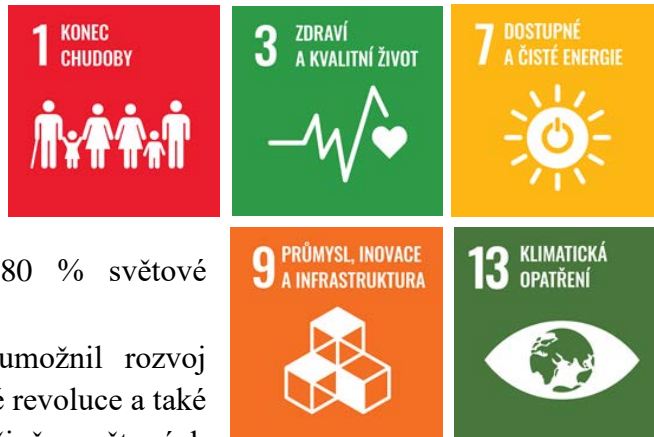 1 KONEC
CHUDOBY
3 ZDRAVÍ
A KVALITNÍ ŽIVOT
7 DOSTUPNÉ
A ČISTÉ ENERGIE
80 % světové
9 PRŮMYSL, INOVACE
A INFRASTRUKTURA
13 KLIMATICKÁ
OPATŘENÍ
umožnil rozvoj
é revoluce a také